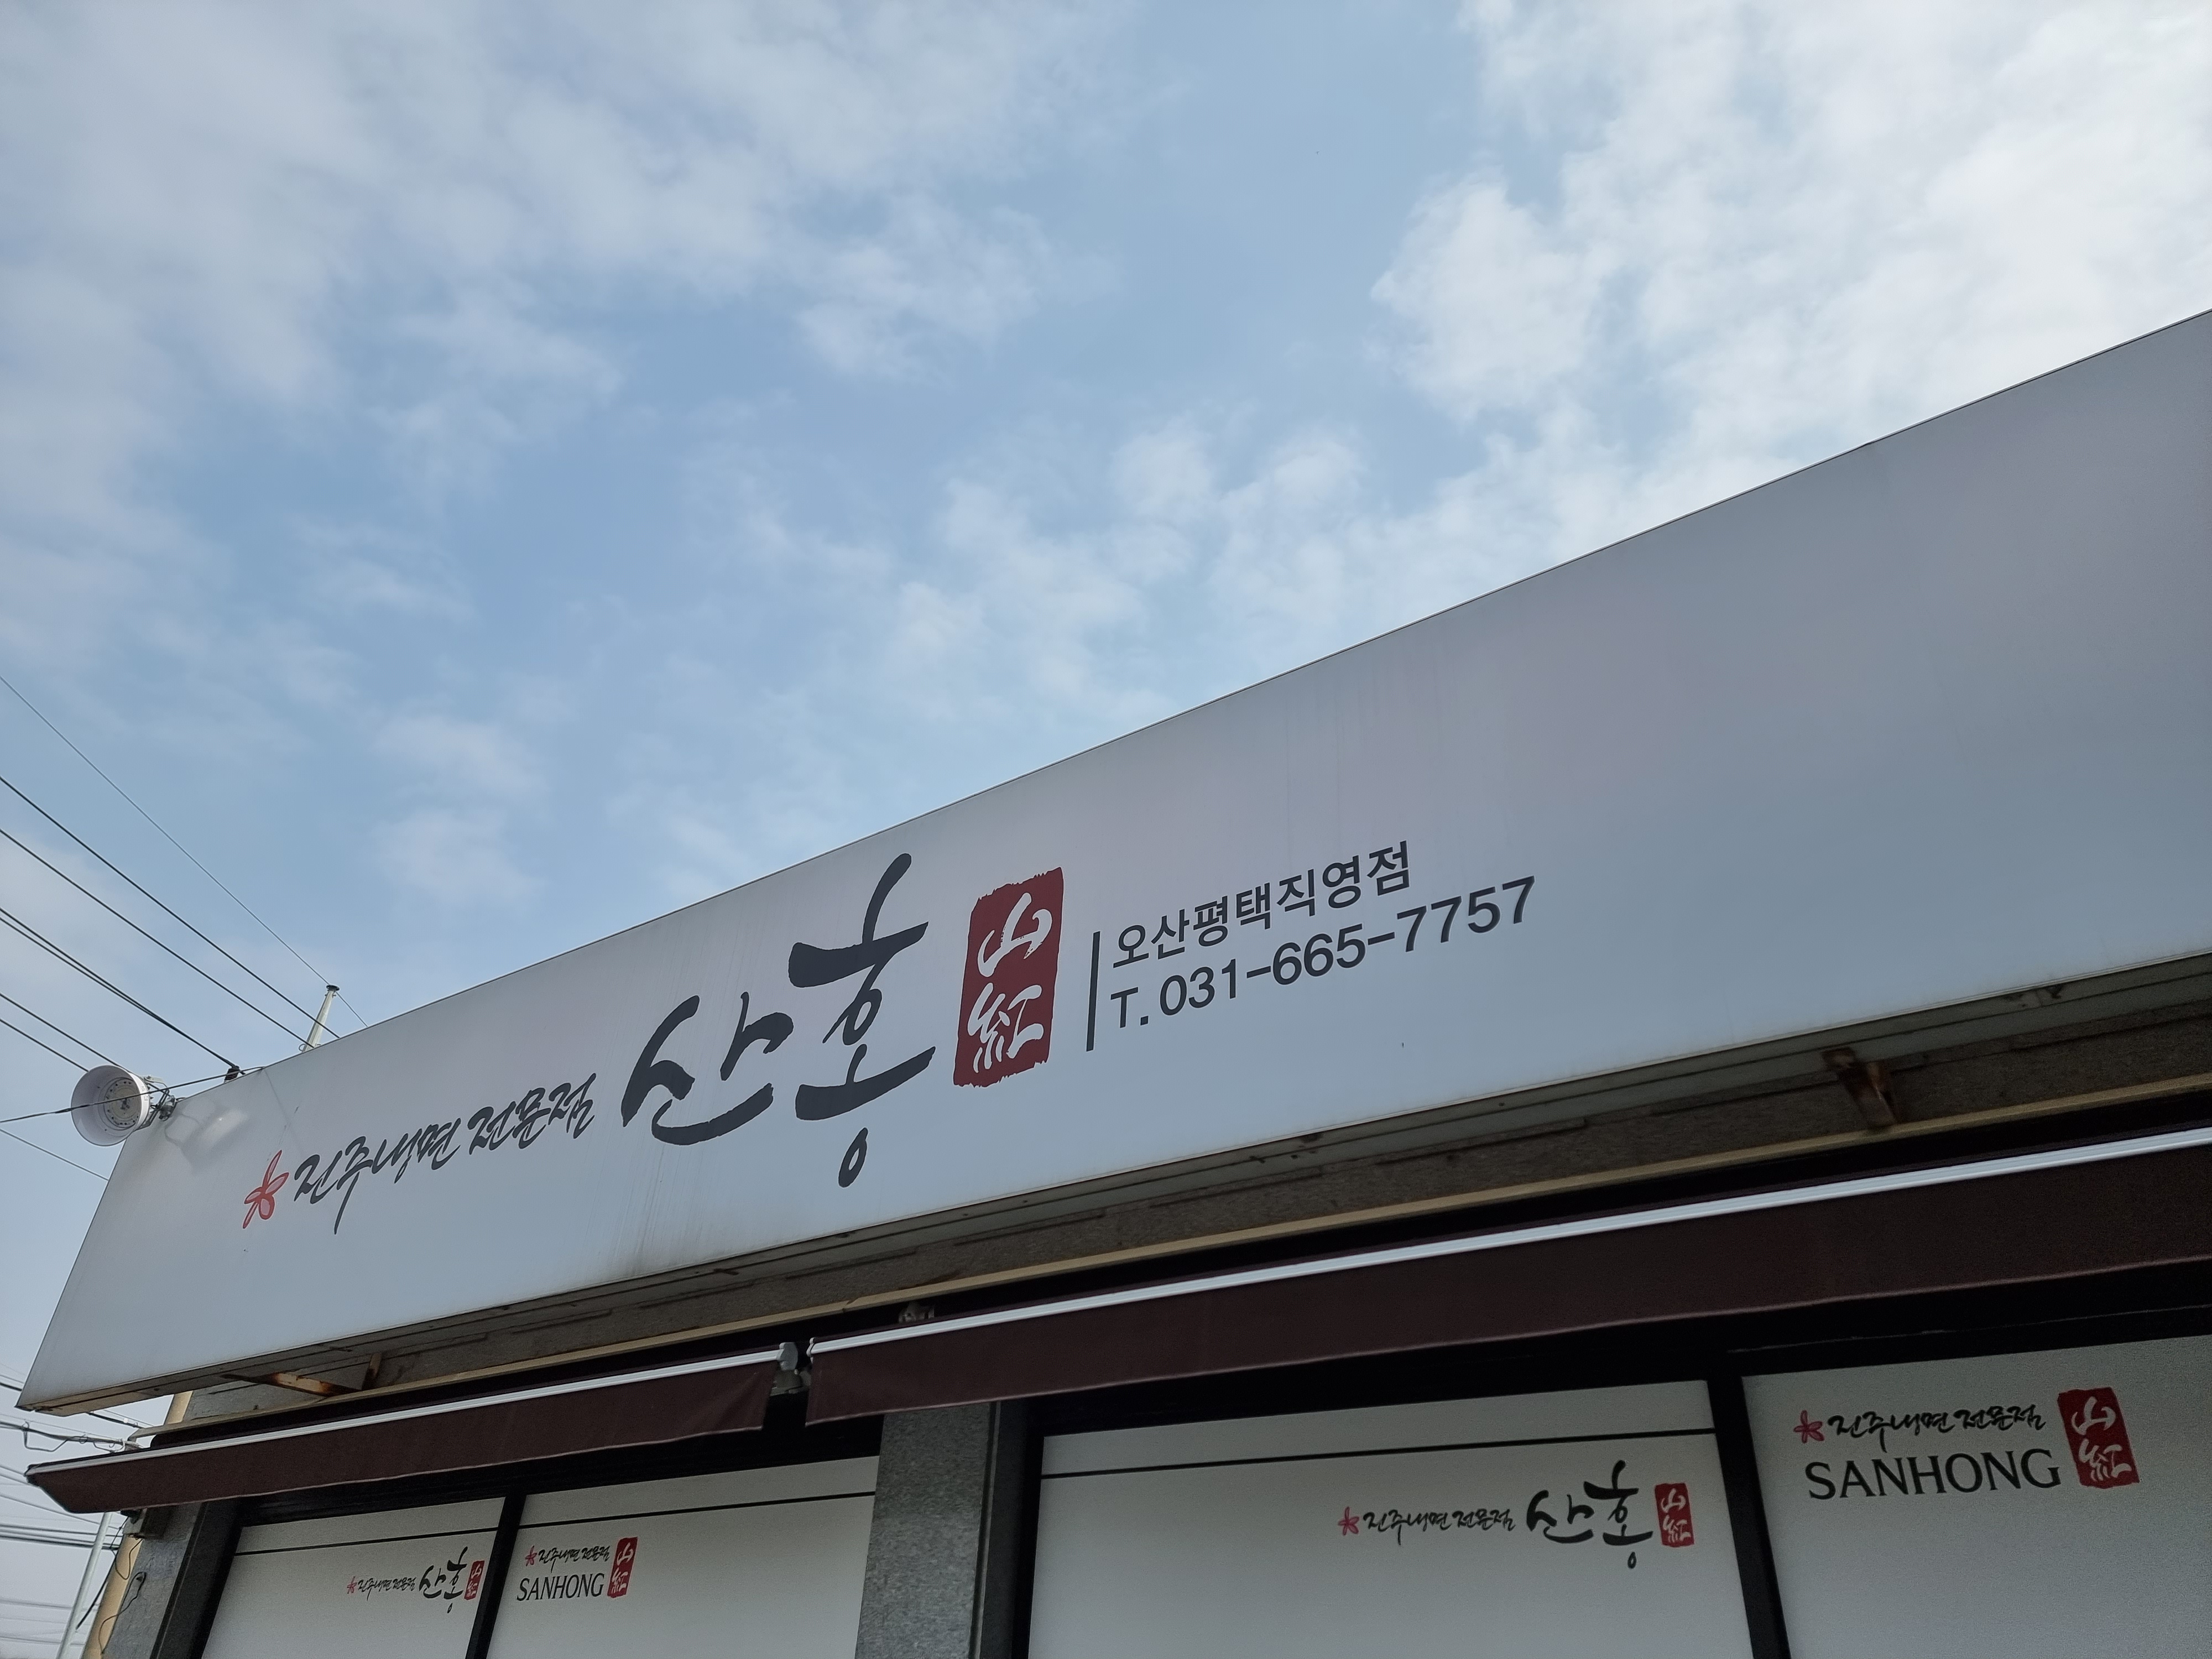 진주냉면 전문점 산홍 山紅
오산평택직영점
T. 031-665-7757
진주냉면 전문점 산홍 山紅
진주냉면 전문점
SANHONG 山紅
진주냉면 전문점 산홍 山紅
진주냉면 전문점
SANHONG 山紅